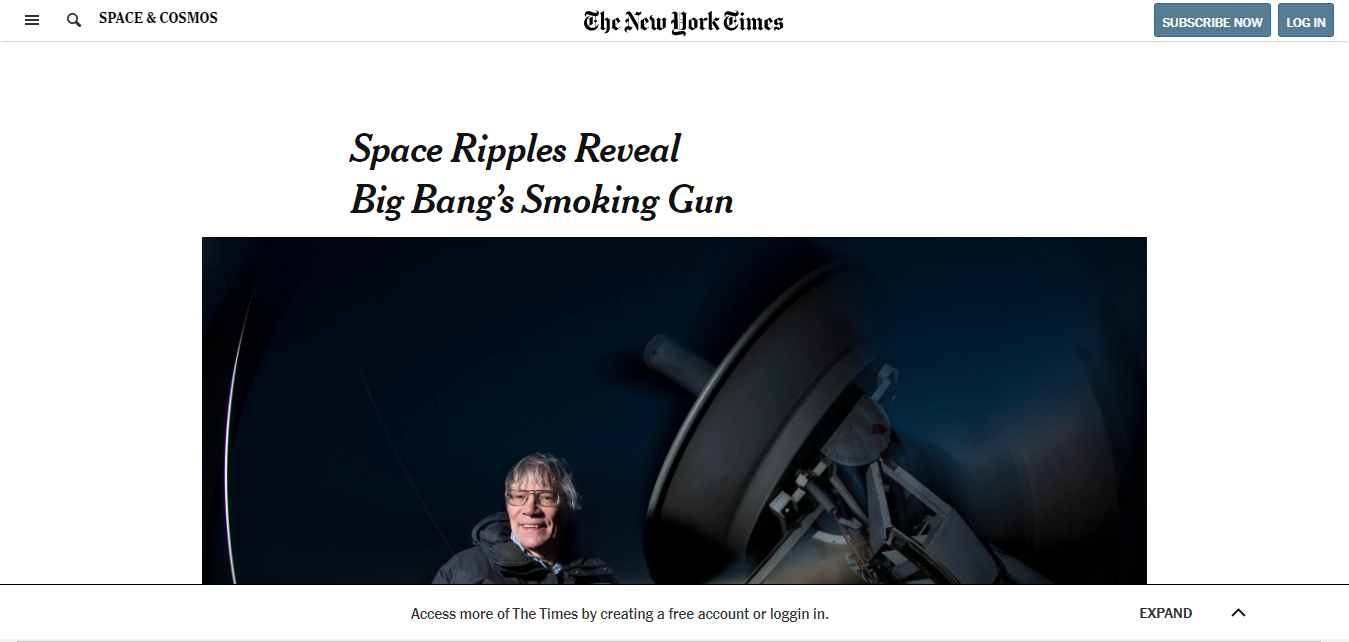 SPACE & COSMOS
The New York Times
SUBSCRIBE NOW
LOG IN
Space Ripples Reveal
Big Bang's Smoking Gun
Access more of The Times by creating a free account or loggin in.
EXPAND